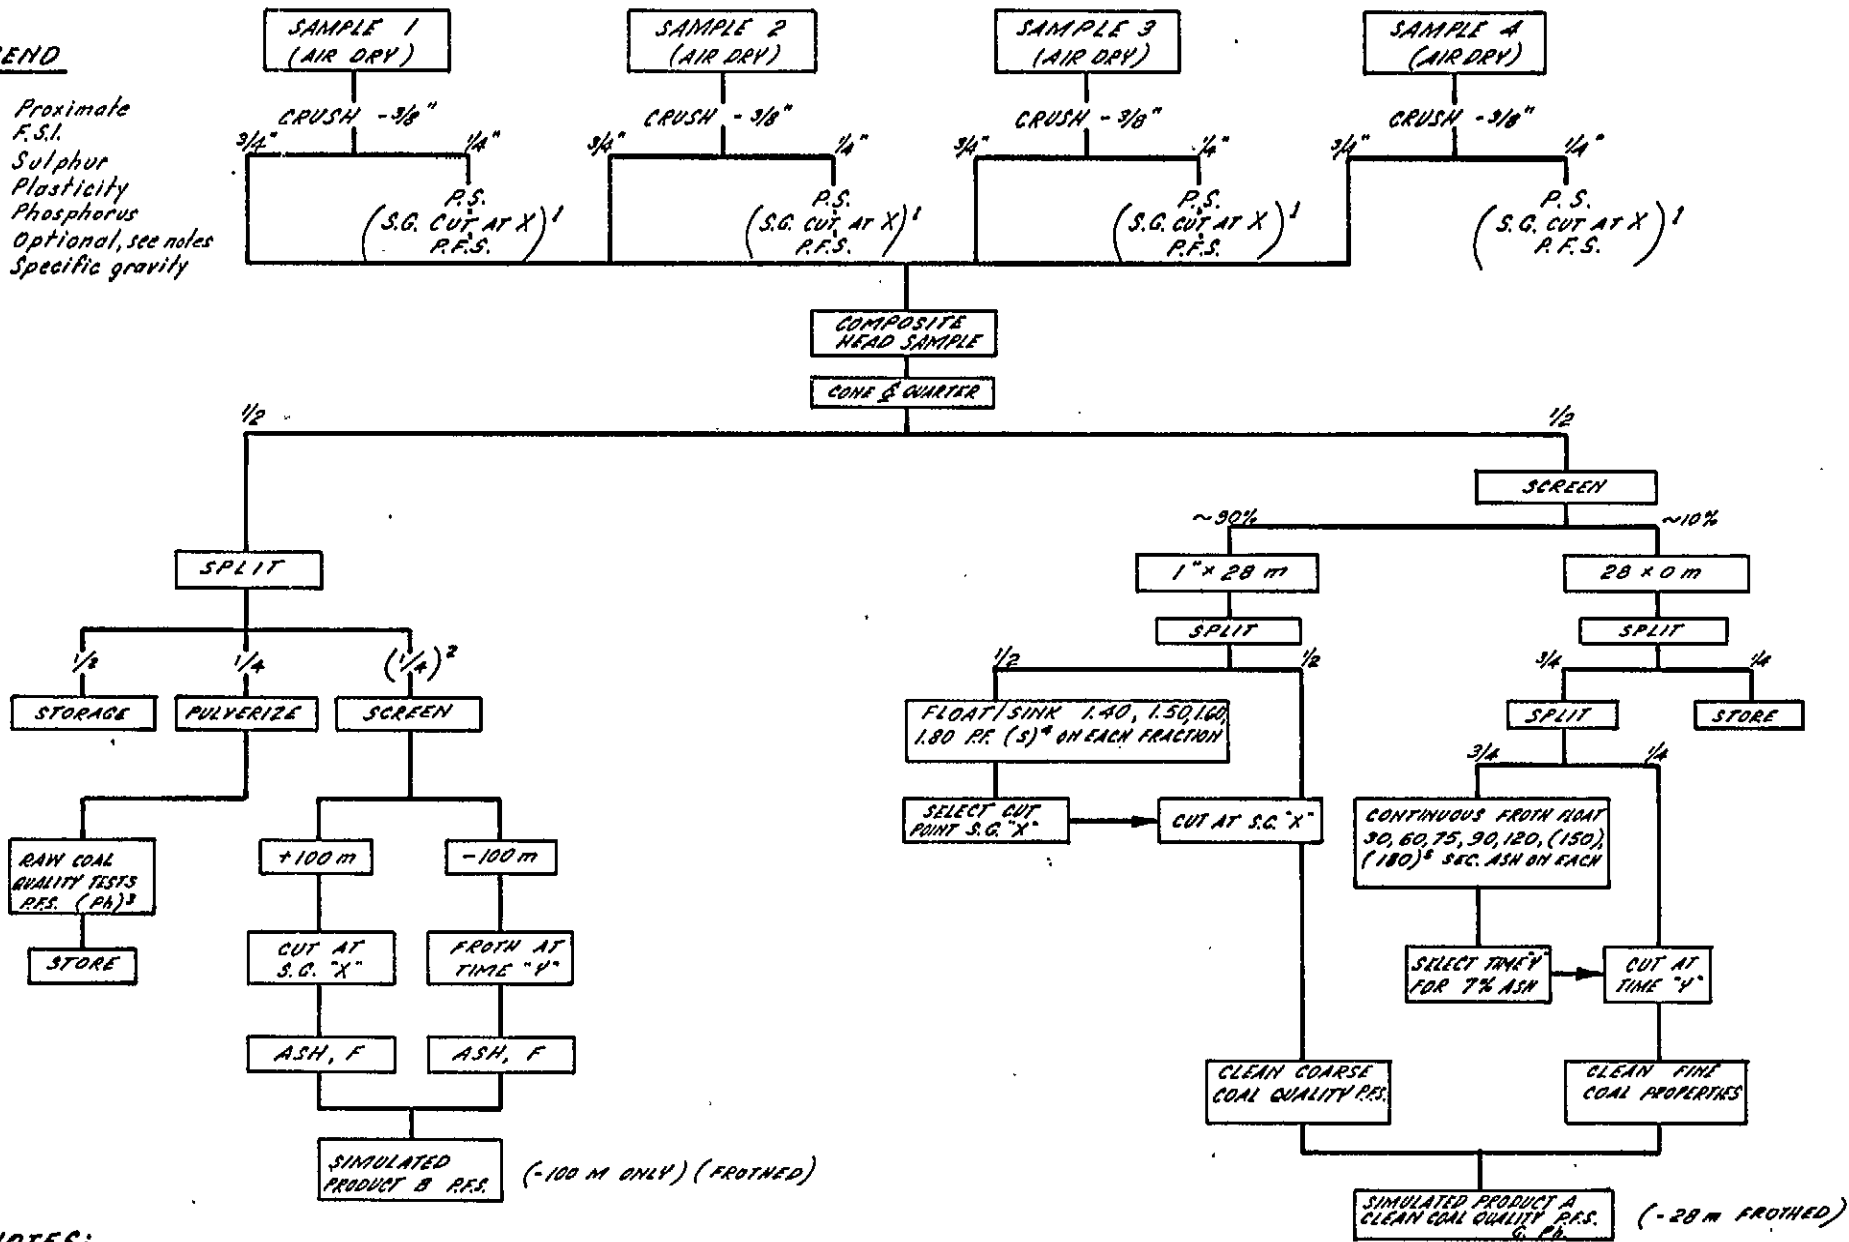 SAMPLE 1
(AIR DRY)
SAMPLE 2
(AIR DRY)
SAMPLE 3
(AIR DRY)
SAMPLE 4
(AIR DRY)
END
Proximate
F.S.I.
Sulphur
Plasticity
Phosphorus
Optional, see notes
Specific gravity
CRUSH -3/8"
CRUSH -3/8"
CRUSH -3/8"
CRUSH -3/8"
3/4"
1/4"
3/4"
1/4"
3/4"
1/4"
3/4"
1/4"
P.S.
(S.G. CUT AT X)1
P.F.S.
P.S.
(S.G. CUT AT X)1
P.F.S.
P.S.
(S.G. CUT AT X)1
P.F.S.
P.S.
(S.G. CUT AT X)1
P.F.S.
COMPOSITE
HEAD SAMPLE
CONE & QUARTER
1/2
1/2
SCREEN
~90%
~10%
SPLIT
1" x 28 m
28 x 0 m
SPLIT
SPLIT
1/2
1/4
(1/4)2
1/2
1/2
3/4
1/4
STORAGE
PULVERIZE
SCREEN
FLOAT/SINK 1.40, 1.50, 1.60,
1.80 P.F. (S)4 ON EACH FRACTION
SPLIT
STORE
3/4
1/4
SELECT CUT
POINT S.G. "X"
CUT AT S.G. "X"
CONTINUOUS FROTH FLOAT
30, 60, 75, 90, 120, (150),
(180)5 SEC. ASH ON EACH
RAW COAL
QUALITY TESTS
P.F.S. (Ph)3
+100 m
-100 m
STORE
CUT AT
S.G. "X"
FROTH AT
TIME "Y"
SELECT TIME "Y"
FOR 7% ASH
CUT AT
TIME "Y"
ASH, F
ASH, F
CLEAN COARSE
COAL QUALITY P.F.S.
CLEAN FINE
COAL PROPERTIES
SIMULATED
PRODUCT B P.F.S.
(-100 M ONLY) (FROTHED)
SIMULATED PRODUCT A
CLEAN COAL QUALITY P.F.S.
G. Ph.
(-28 m FROTHED)
NOTES: